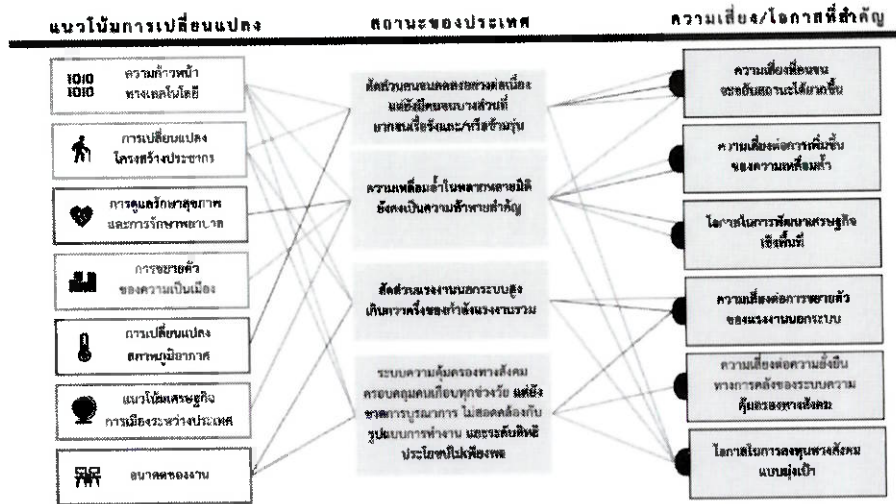 แนวโน้มการเปลี่ยนแปลง
สถานะของประเทศ
ความเสี่ยง/โอกาสที่สำคัญ
1010
1010
ความก้าวหน้า
ทางเทคโนโลยี
การเปลี่ยนแปลง
โครงสร้างประชากร
การดูแลรักษาสุขภาพ
และการรักษาพยาบาล
การขยายตัว
ของความเป็นเมือง
การเปลี่ยนแปลง
สภาพภูมิอากาศ
แนวโน้มเศรษฐกิจ
การเมืองระหว่างประเทศ
อนาคตของงาน
สัดส่วนคนจนลดลงอย่างต่อเนื่อง
แต่ยังมีคนจนบางส่วนที่
ยากจนเรื้อรังและ/หรือข้ามรุ่น
ความเหลื่อมล้ำในหลากหลายมิติ
ยังคงเป็นความท้าทายสำคัญ
สัดส่วนแรงงานนอกระบบสูง
เกินกว่าครึ่งของกำลังแรงงานรวม
ระบบความคุ้มครองทางสังคม
ครอบคลุมคนเกือบทุกช่วงวัย แต่ยัง
ขาดการบูรณาการ ไม่สอดคล้องกับ
รูปแบบการทำงาน และระดับสิทธิ
ประโยชน์ไม่เพียงพอ
ความเสี่ยงที่คนจน
จะขยับสถานะได้ยากขึ้น
ความเสี่ยงต่อการเพิ่มขึ้น
ของความเหลื่อมล้ำ
โอกาสในการพัฒนาเศรษฐกิจ
เชิงพื้นที่
ความเสี่ยงต่อการขยายตัว
ของแรงงานนอกระบบ
ความเสี่ยงต่อความยั่งยืน
ทางการคลังของระบบความ
คุ้มครองทางสังคม
โอกาสในการลงทุนทางสังคม
แบบมุ่งเป้า